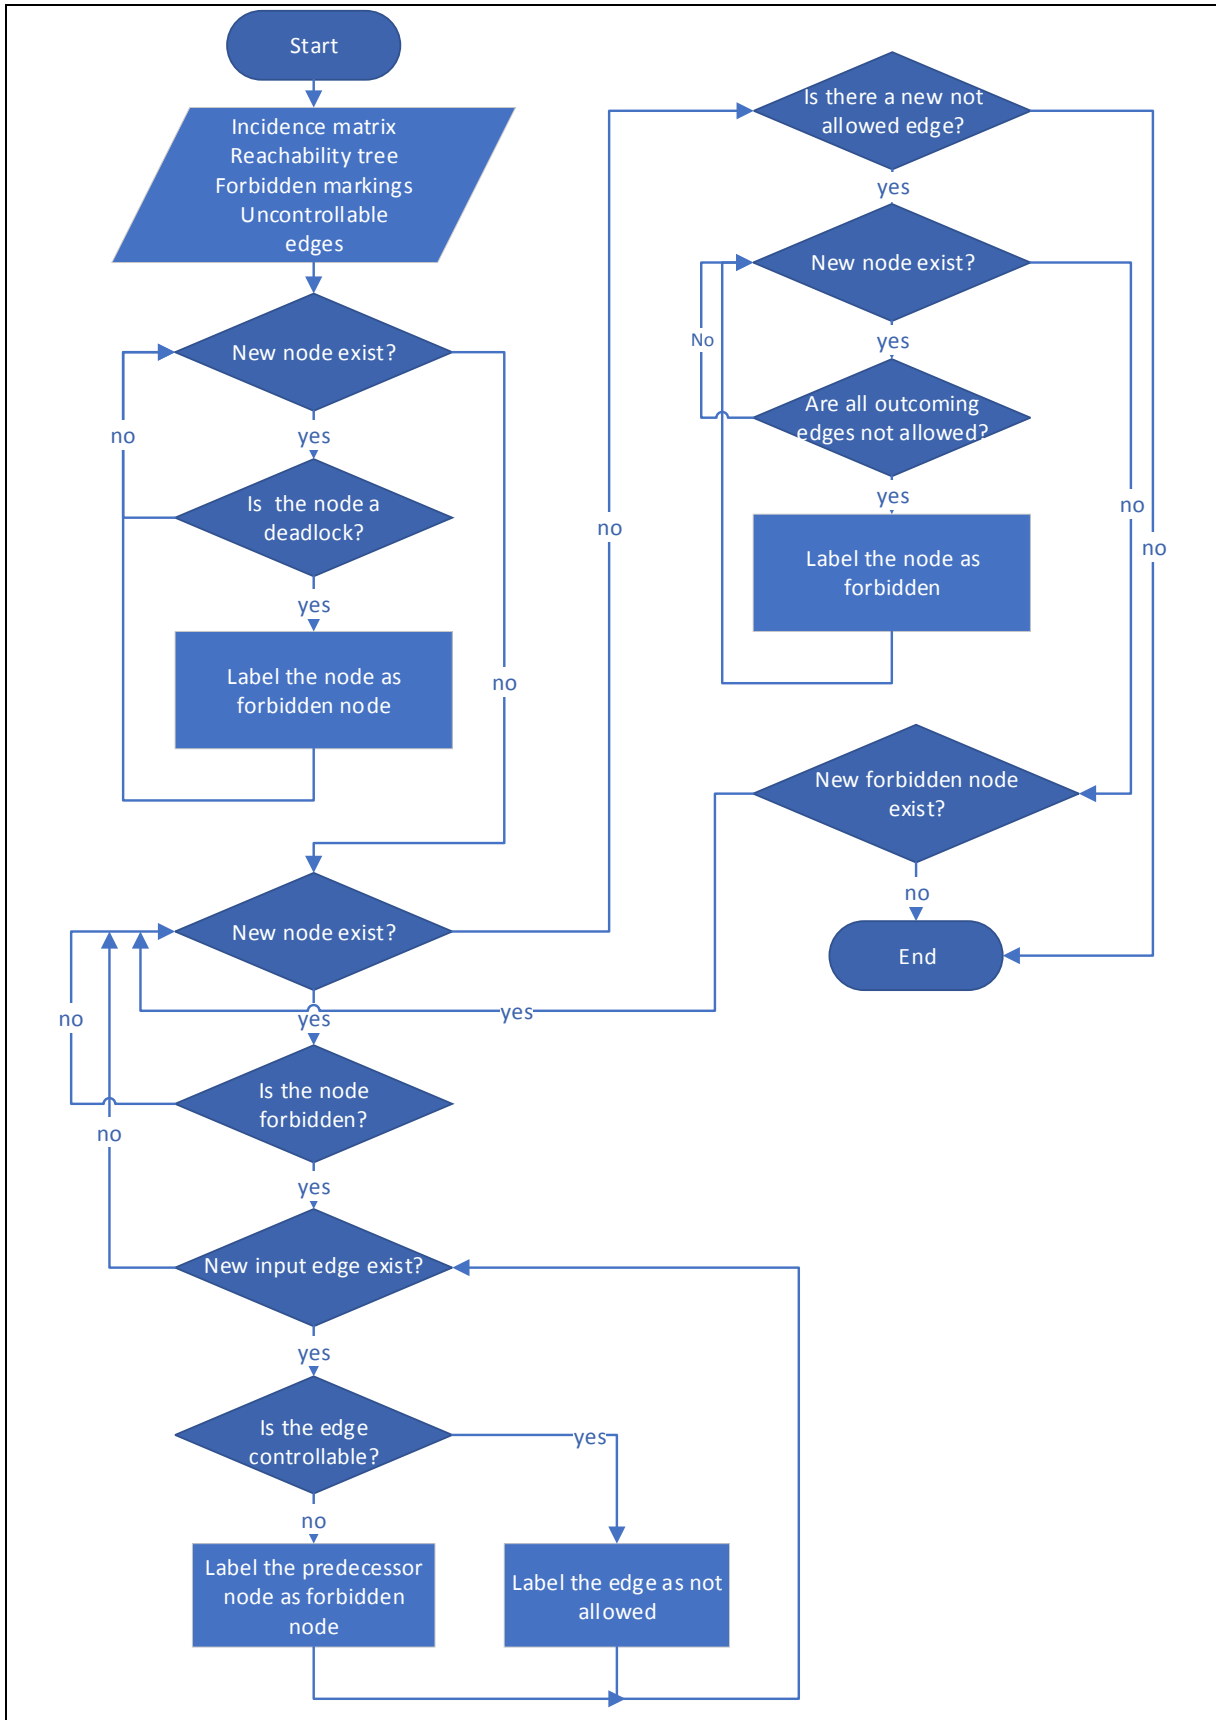 Start
Incidence matrix
Reachability tree
Forbidden markings
Uncontrollable
edges
New node exist?
no
yes
Is the node a
deadlock?
yes
Label the node as
forbidden node
no
New node exist?
no
yes
Is the node
forbidden?
no
yes
New input edge exist?
yes
Is the edge
controllable?
yes
no
Label the predecessor
node as forbidden
node
Label the edge as not
allowed
no
Is there a new not
allowed edge?
yes
New node exist?
No
yes
Are all outcoming
edges not allowed?
yes
no
no
Label the node as
forbidden
New forbidden node
exist?
no
yes
End